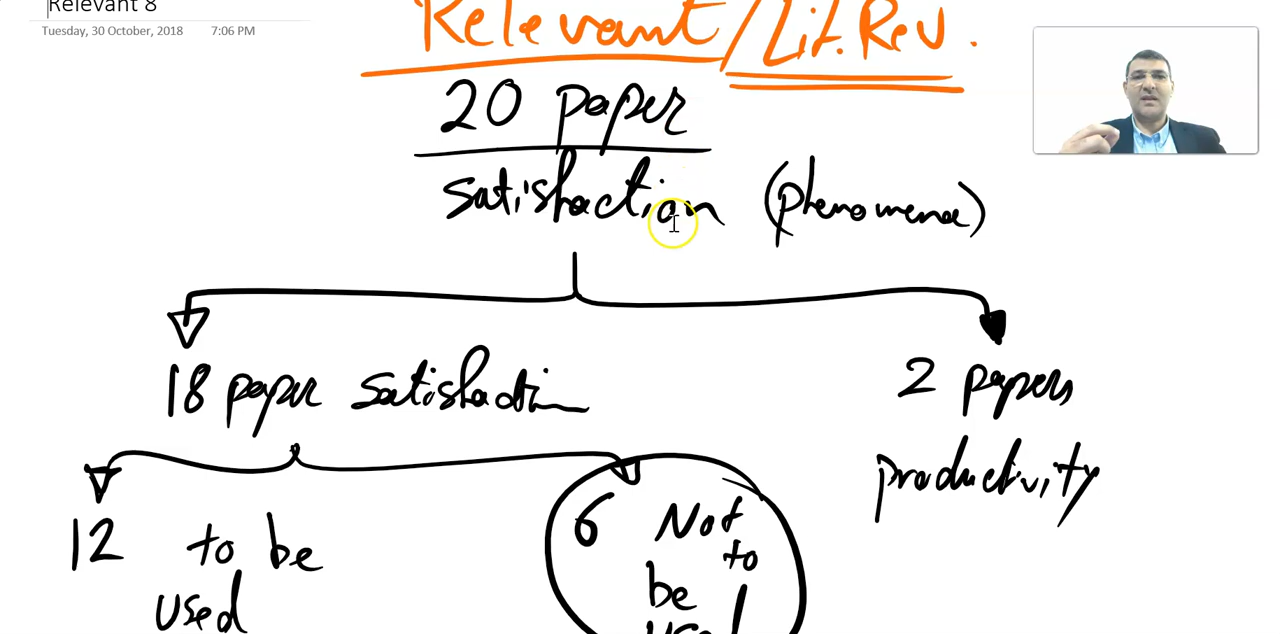 Relevant 8
Tuesday, 30 October, 2018 7:06 PM
Relevant/Lit. Rev.
20 paper
satisfaction (phenomena)
18 paper satisfaction
2 papers
productivity
12 to be
used
6 Not
to
be
used